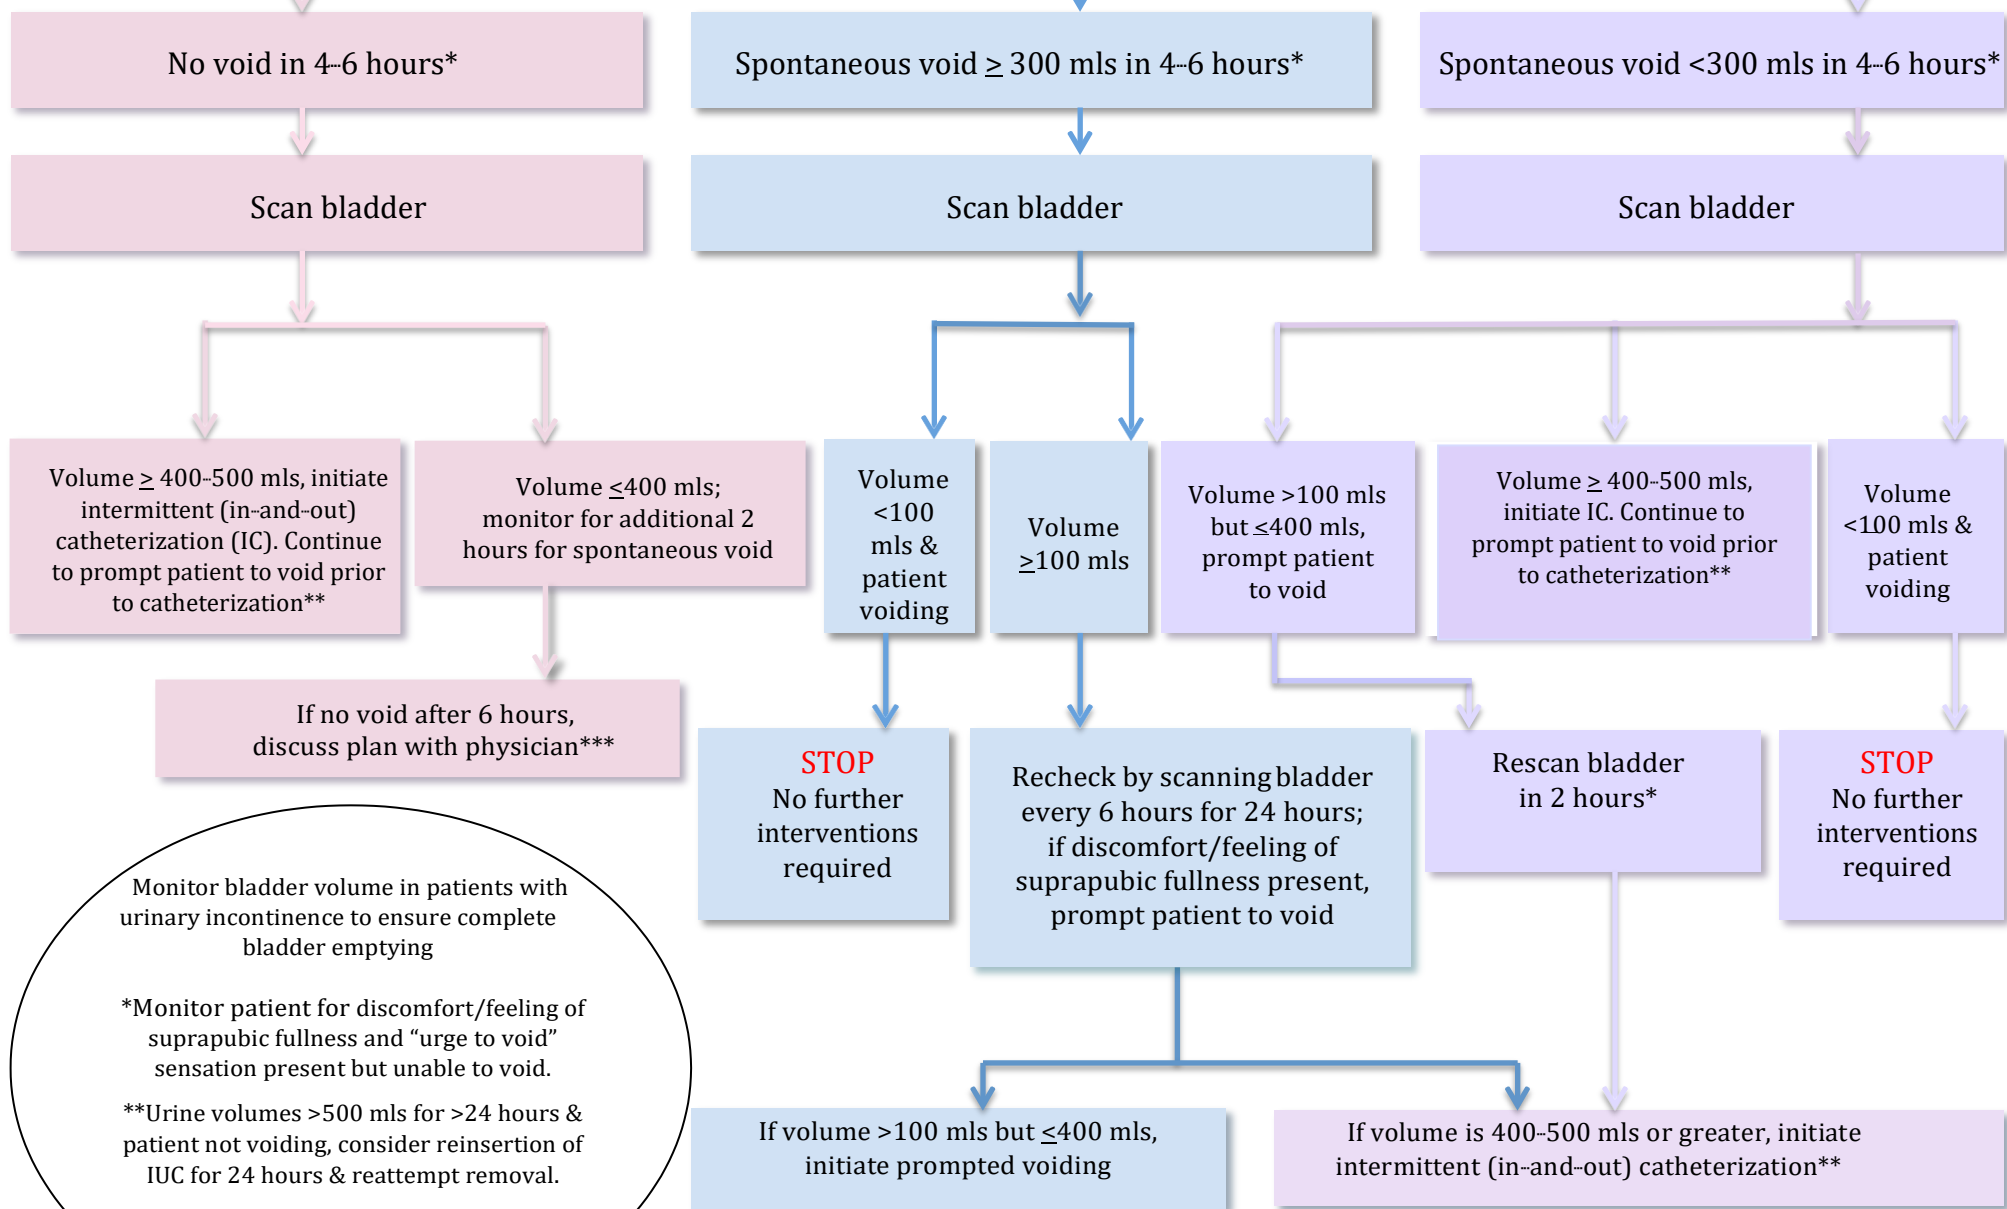 No void in 4-6 hours*
Spontaneous void ≥ 300 mls in 4-6 hours*
Spontaneous void <300 mls in 4-6 hours*
Scan bladder
Scan bladder
Scan bladder
Volume ≥ 400-500 mls, initiate
intermittent (in-and-out)
catheterization (IC). Continue
to prompt patient to void prior
to catheterization**
Volume ≤400 mls;
monitor for additional 2
hours for spontaneous void
Volume
<100
mls &
patient
voiding
Volume
≥100 mls
Volume >100 mls
but ≤400 mls,
prompt patient
to void
Volume ≥ 400-500 mls,
initiate IC. Continue to
prompt patient to void prior
to catheterization**
Volume
<100 mls &
patient
voiding
If no void after 6 hours,
discuss plan with physician***
STOP
No further
interventions
required
Recheck by scanning bladder
every 6 hours for 24 hours;
if discomfort/feeling of
suprapubic fullness present,
prompt patient to void
Rescan bladder
in 2 hours*
STOP
No further
interventions
required
Monitor bladder volume in patients with
urinary incontinence to ensure complete
bladder emptying
*Monitor patient for discomfort/feeling of
suprapubic fullness and “urge to void”
sensation present but unable to void.
**Urine volumes >500 mls for >24 hours &
patient not voiding, consider reinsertion of
IUC for 24 hours & reattempt removal.
If volume >100 mls but ≤400 mls,
initiate prompted voiding
If volume is 400-500 mls or greater, initiate
intermittent (in-and-out) catheterization**